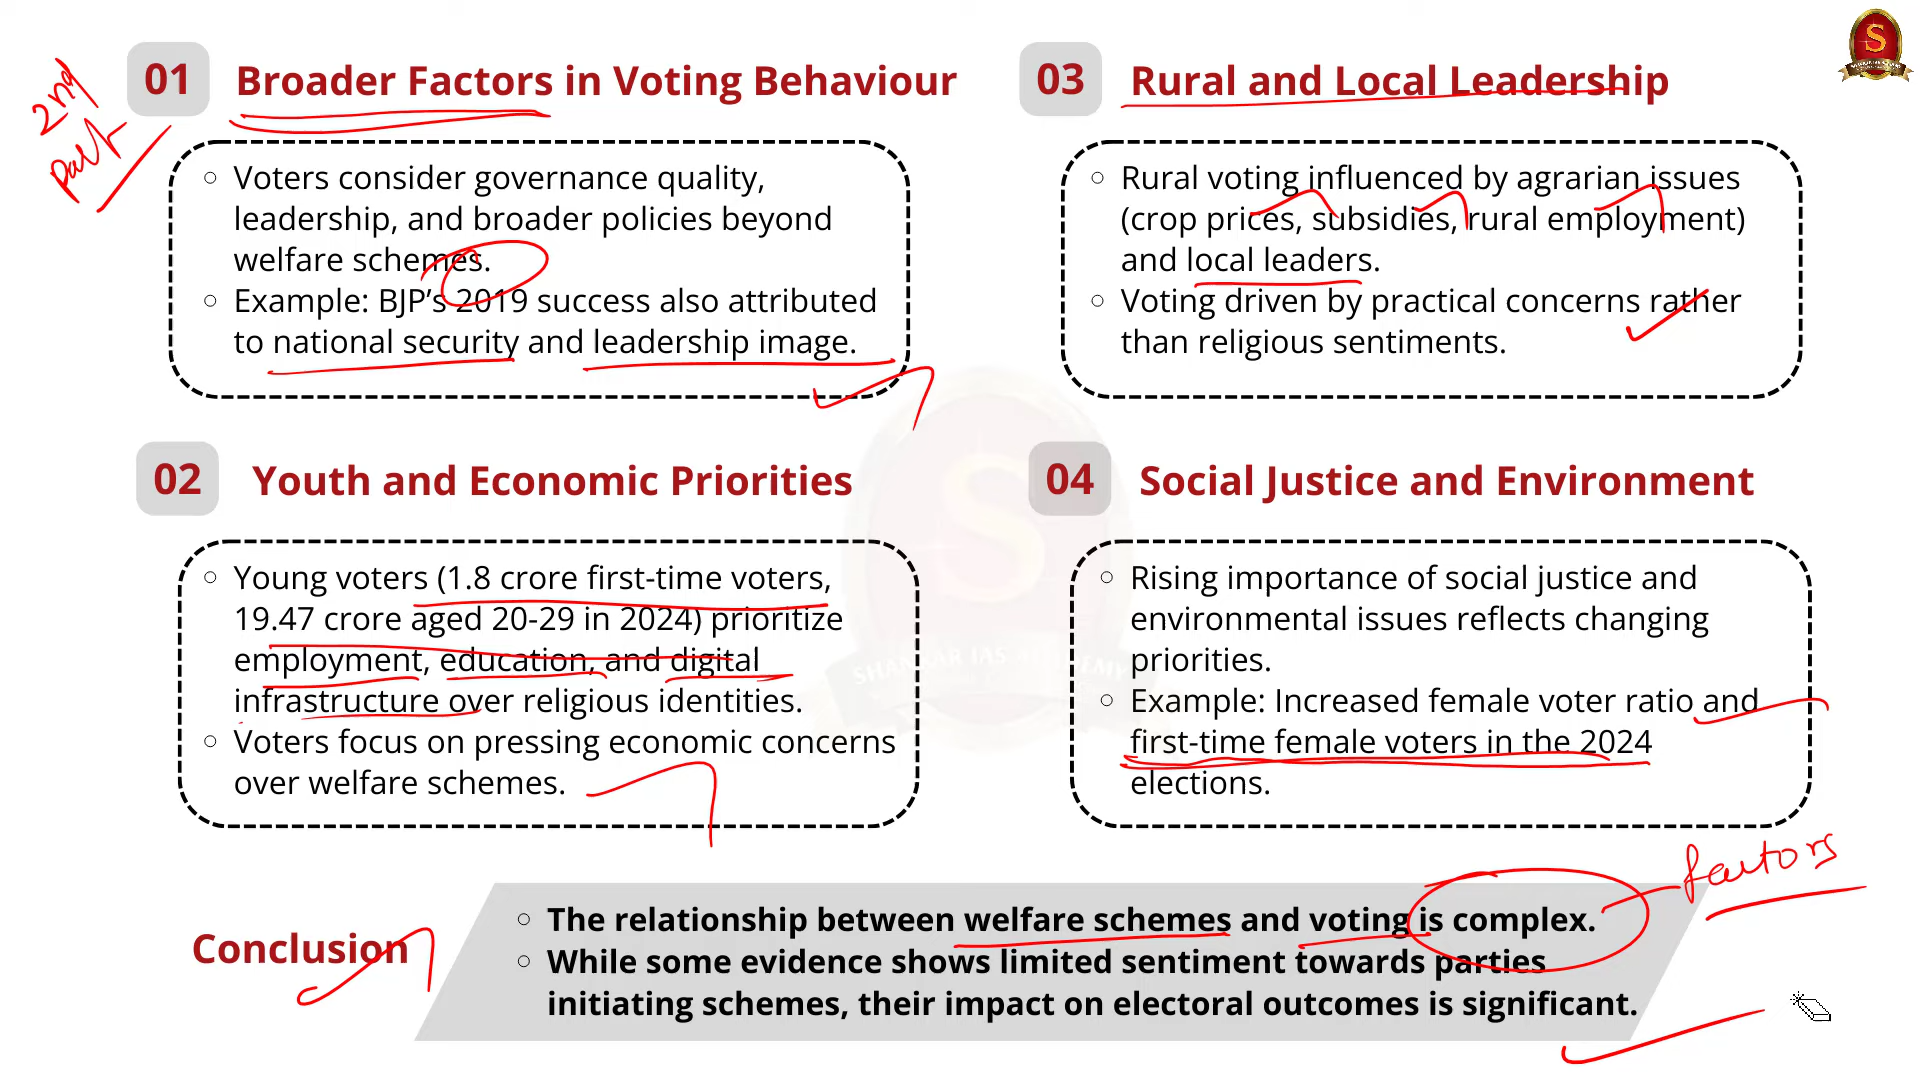 2nd
part
01
Broader Factors in Voting Behaviour
Voters consider governance quality,
leadership, and broader policies beyond
welfare schemes.
Example: BJP's 2019 success also attributed
to national security and leadership image.
02
Youth and Economic Priorities
Young voters (1.8 crore first-time voters,
19.47 crore aged 20-29 in 2024) prioritize
employment, education, and digital
infrastructure over religious identities.
Voters focus on pressing economic concerns
over welfare schemes.
03
Rural and Local Leadership
Rural voting influenced by agrarian issues
(crop prices, subsidies, rural employment)
and local leaders.
Voting driven by practical concerns rather
than religious sentiments.
04
Social Justice and Environment
Rising importance of social justice and
environmental issues reflects changing
priorities.
Example: Increased female voter ratio and
first-time female voters in the 2024
elections.
Conclusion
The relationship between welfare schemes and voting is complex.
While some evidence shows limited sentiment towards parties
initiating schemes, their impact on electoral outcomes is significant.
factors
S
SHANKAR IAS ACADEMY